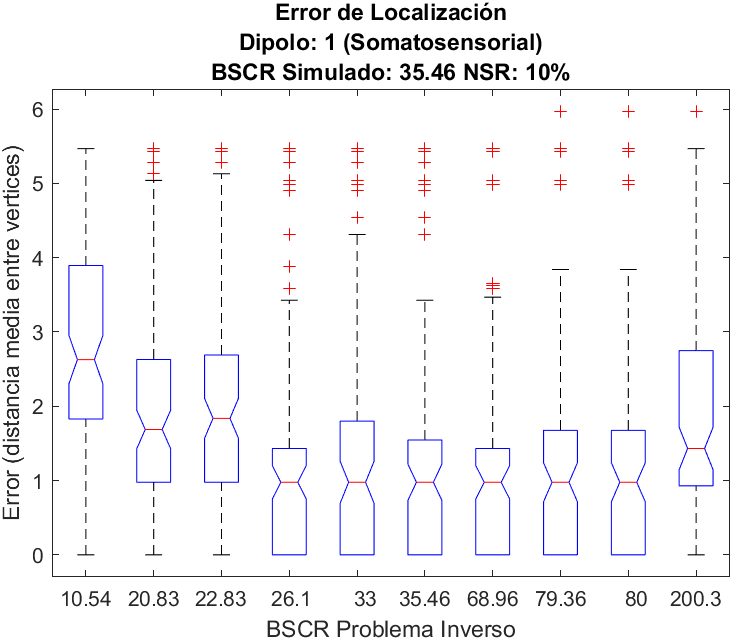 Error de Localización
Dipolo: 1 (Somatosensorial)
BSCR Simulado: 35.46 NSR: 10%
Error (distancia media entre vertices)
6
5
4
3
2
1
0
10.54 20.83 22.83 26.1 33 35.46 68.96 79.36 80 200.3
BSCR Problema Inverso